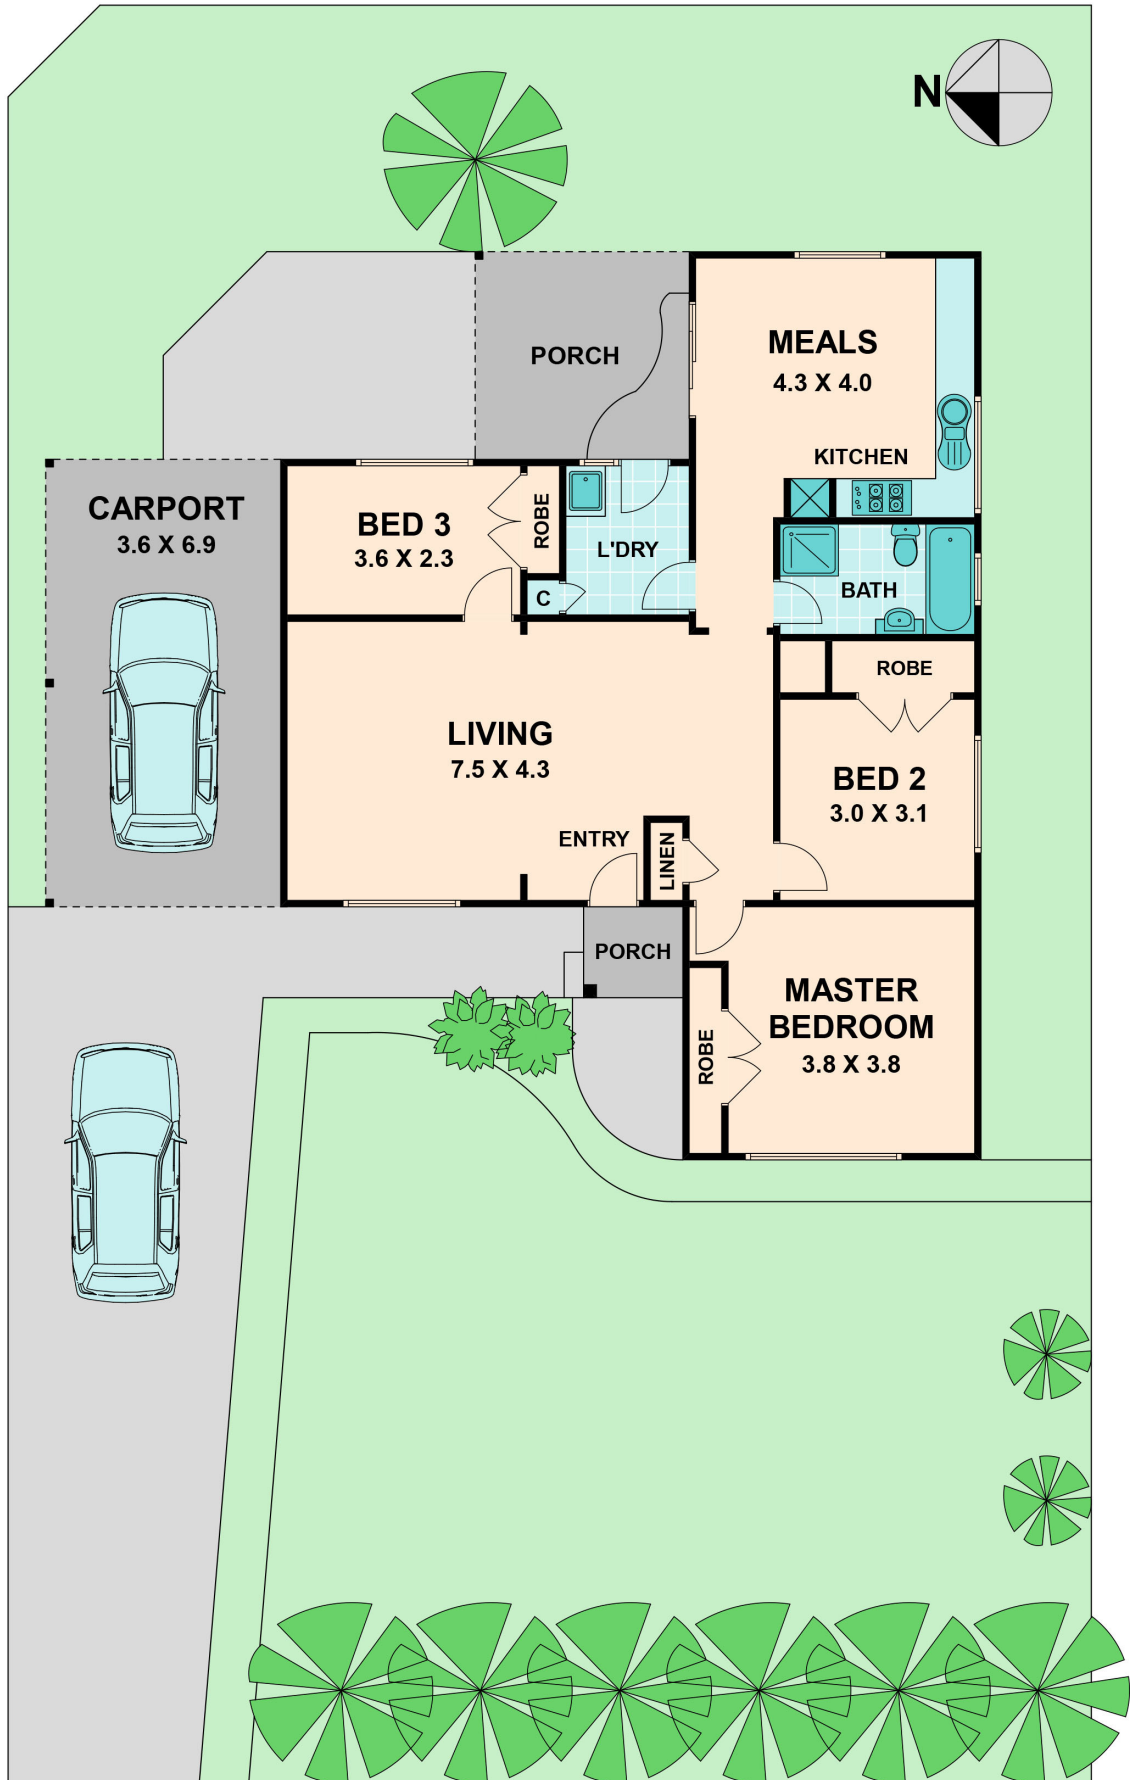 N
PORCH
MEALS
4.3 X 4.0
KITCHEN
CARPORT
3.6 X 6.9
BED 3
3.6 X 2.3
ROBE
L'DRY
C
BATH
ROBE
LIVING
7.5 X 4.3
BED 2
3.0 X 3.1
ENTRY
LINEN
PORCH
MASTER
BEDROOM
3.8 X 3.8
ROBE